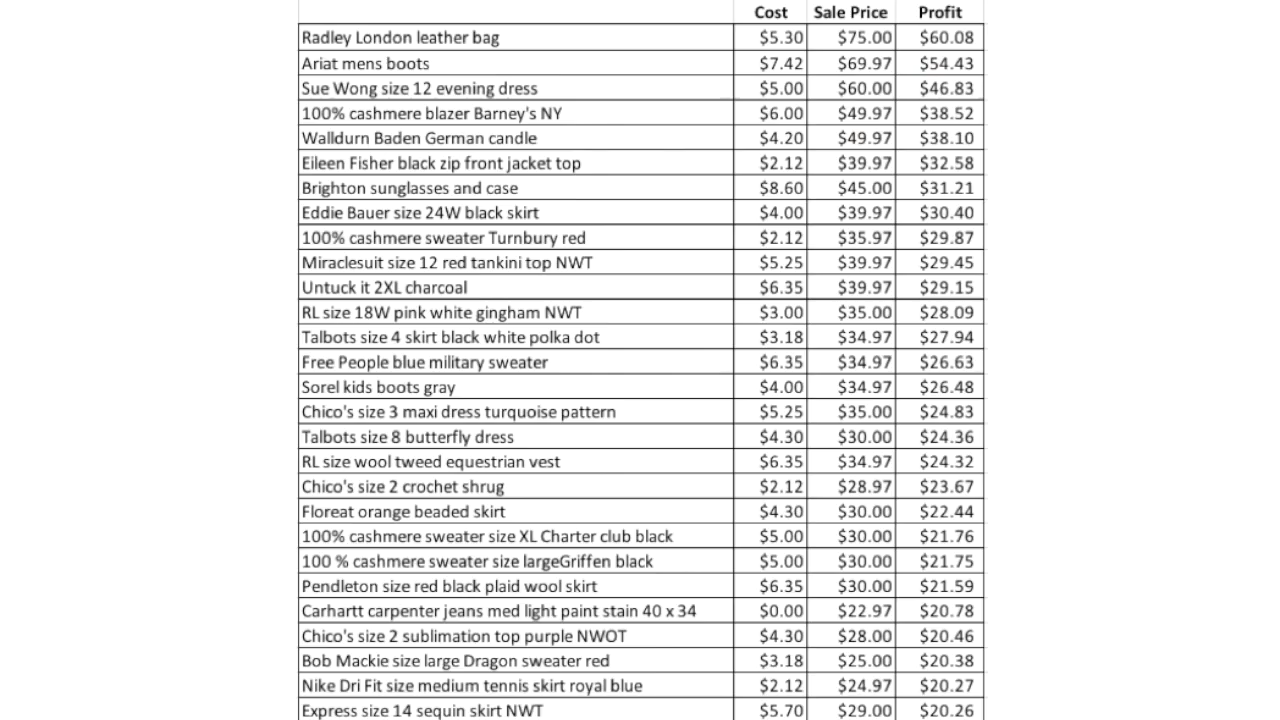 Cost Sale Price Profit
Radley London leather bag $5.30 $75.00 $60.08
Ariat mens boots $7.42 $69.97 $54.43
Sue Wong size 12 evening dress $5.00 $60.00 $46.83
100% cashmere blazer Barney's NY $6.00 $49.97 $38.52
Walldurn Baden German candle $4.20 $49.97 $38.10
Eileen Fisher black zip front jacket top $2.12 $39.97 $32.58
Brighton sunglasses and case $8.60 $45.00 $31.21
Eddie Bauer size 24W black skirt $4.00 $39.97 $30.40
100% cashmere sweater Turnbury red $2.12 $35.97 $29.87
Miraclesuit size 12 red tankini top NWT $5.25 $39.97 $29.45
Untuck it 2XL charcoal $6.35 $39.97 $29.15
RL size 18W pink white gingham NWT $3.00 $35.00 $28.09
Talbots size 4 skirt black white polka dot $3.18 $34.97 $27.94
Free People blue military sweater $6.35 $34.97 $26.63
Sorel kids boots gray $4.00 $34.97 $26.48
Chico's size 3 maxi dress turquoise pattern $5.25 $35.00 $24.83
Talbots size 8 butterfly dress $4.30 $30.00 $24.36
RL size wool tweed equestrian vest $6.35 $34.97 $24.32
Chico's size 2 crochet shrug $2.12 $28.97 $23.67
Floreat orange beaded skirt $4.30 $30.00 $22.44
100% cashmere sweater size XL Charter club black $5.00 $30.00 $21.76
100 % cashmere sweater size largeGriffen black $5.00 $30.00 $21.75
Pendleton size red black plaid wool skirt $6.35 $30.00 $21.59
Carhartt carpenter jeans med light paint stain 40 x 34 $0.00 $22.97 $20.78
Chico's size 2 sublimation top purple NWOT $4.30 $28.00 $20.46
Bob Mackie size large Dragon sweater red $3.18 $25.00 $20.38
Nike Dri Fit size medium tennis skirt royal blue $2.12 $24.97 $20.27
Express size 14 sequin skirt NWT $5.70 $29.00 $20.26